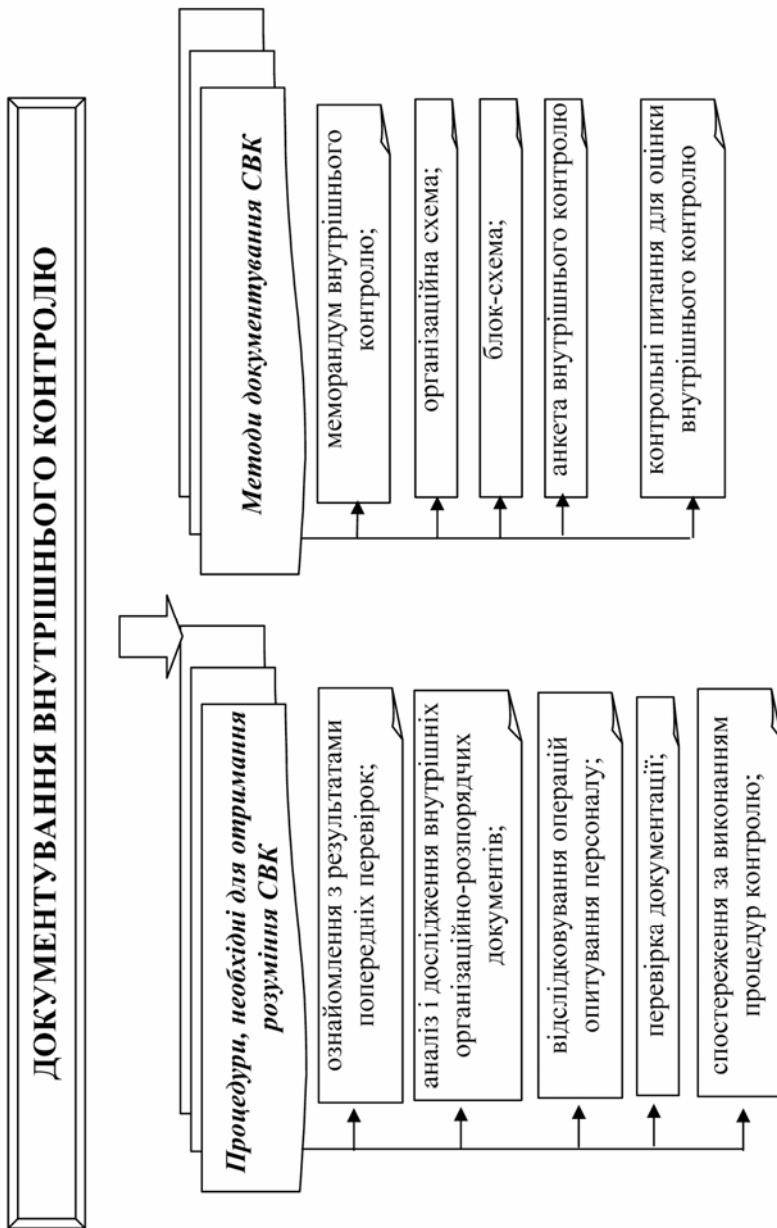 ДОКУМЕНТУВАННЯ ВНУТРІШНЬОГО КОНТРОЛЮ
Процедури, необхідні для отримання
розуміння СВК
ознайомлення з результатами
попередніх перевірок;
аналіз і дослідження внутрішніх
організаційно-розпорядчих
документів;
відслідковування операцій
опитування персоналу;
перевірка документації;
спостереження за виконанням
процедур контролю;
Методи документування СВК
меморандум внутрішнього
контролю;
організаційна схема;
блок-схема;
анкета внутрішнього контролю
контрольні питання для оцінки
внутрішнього контролю